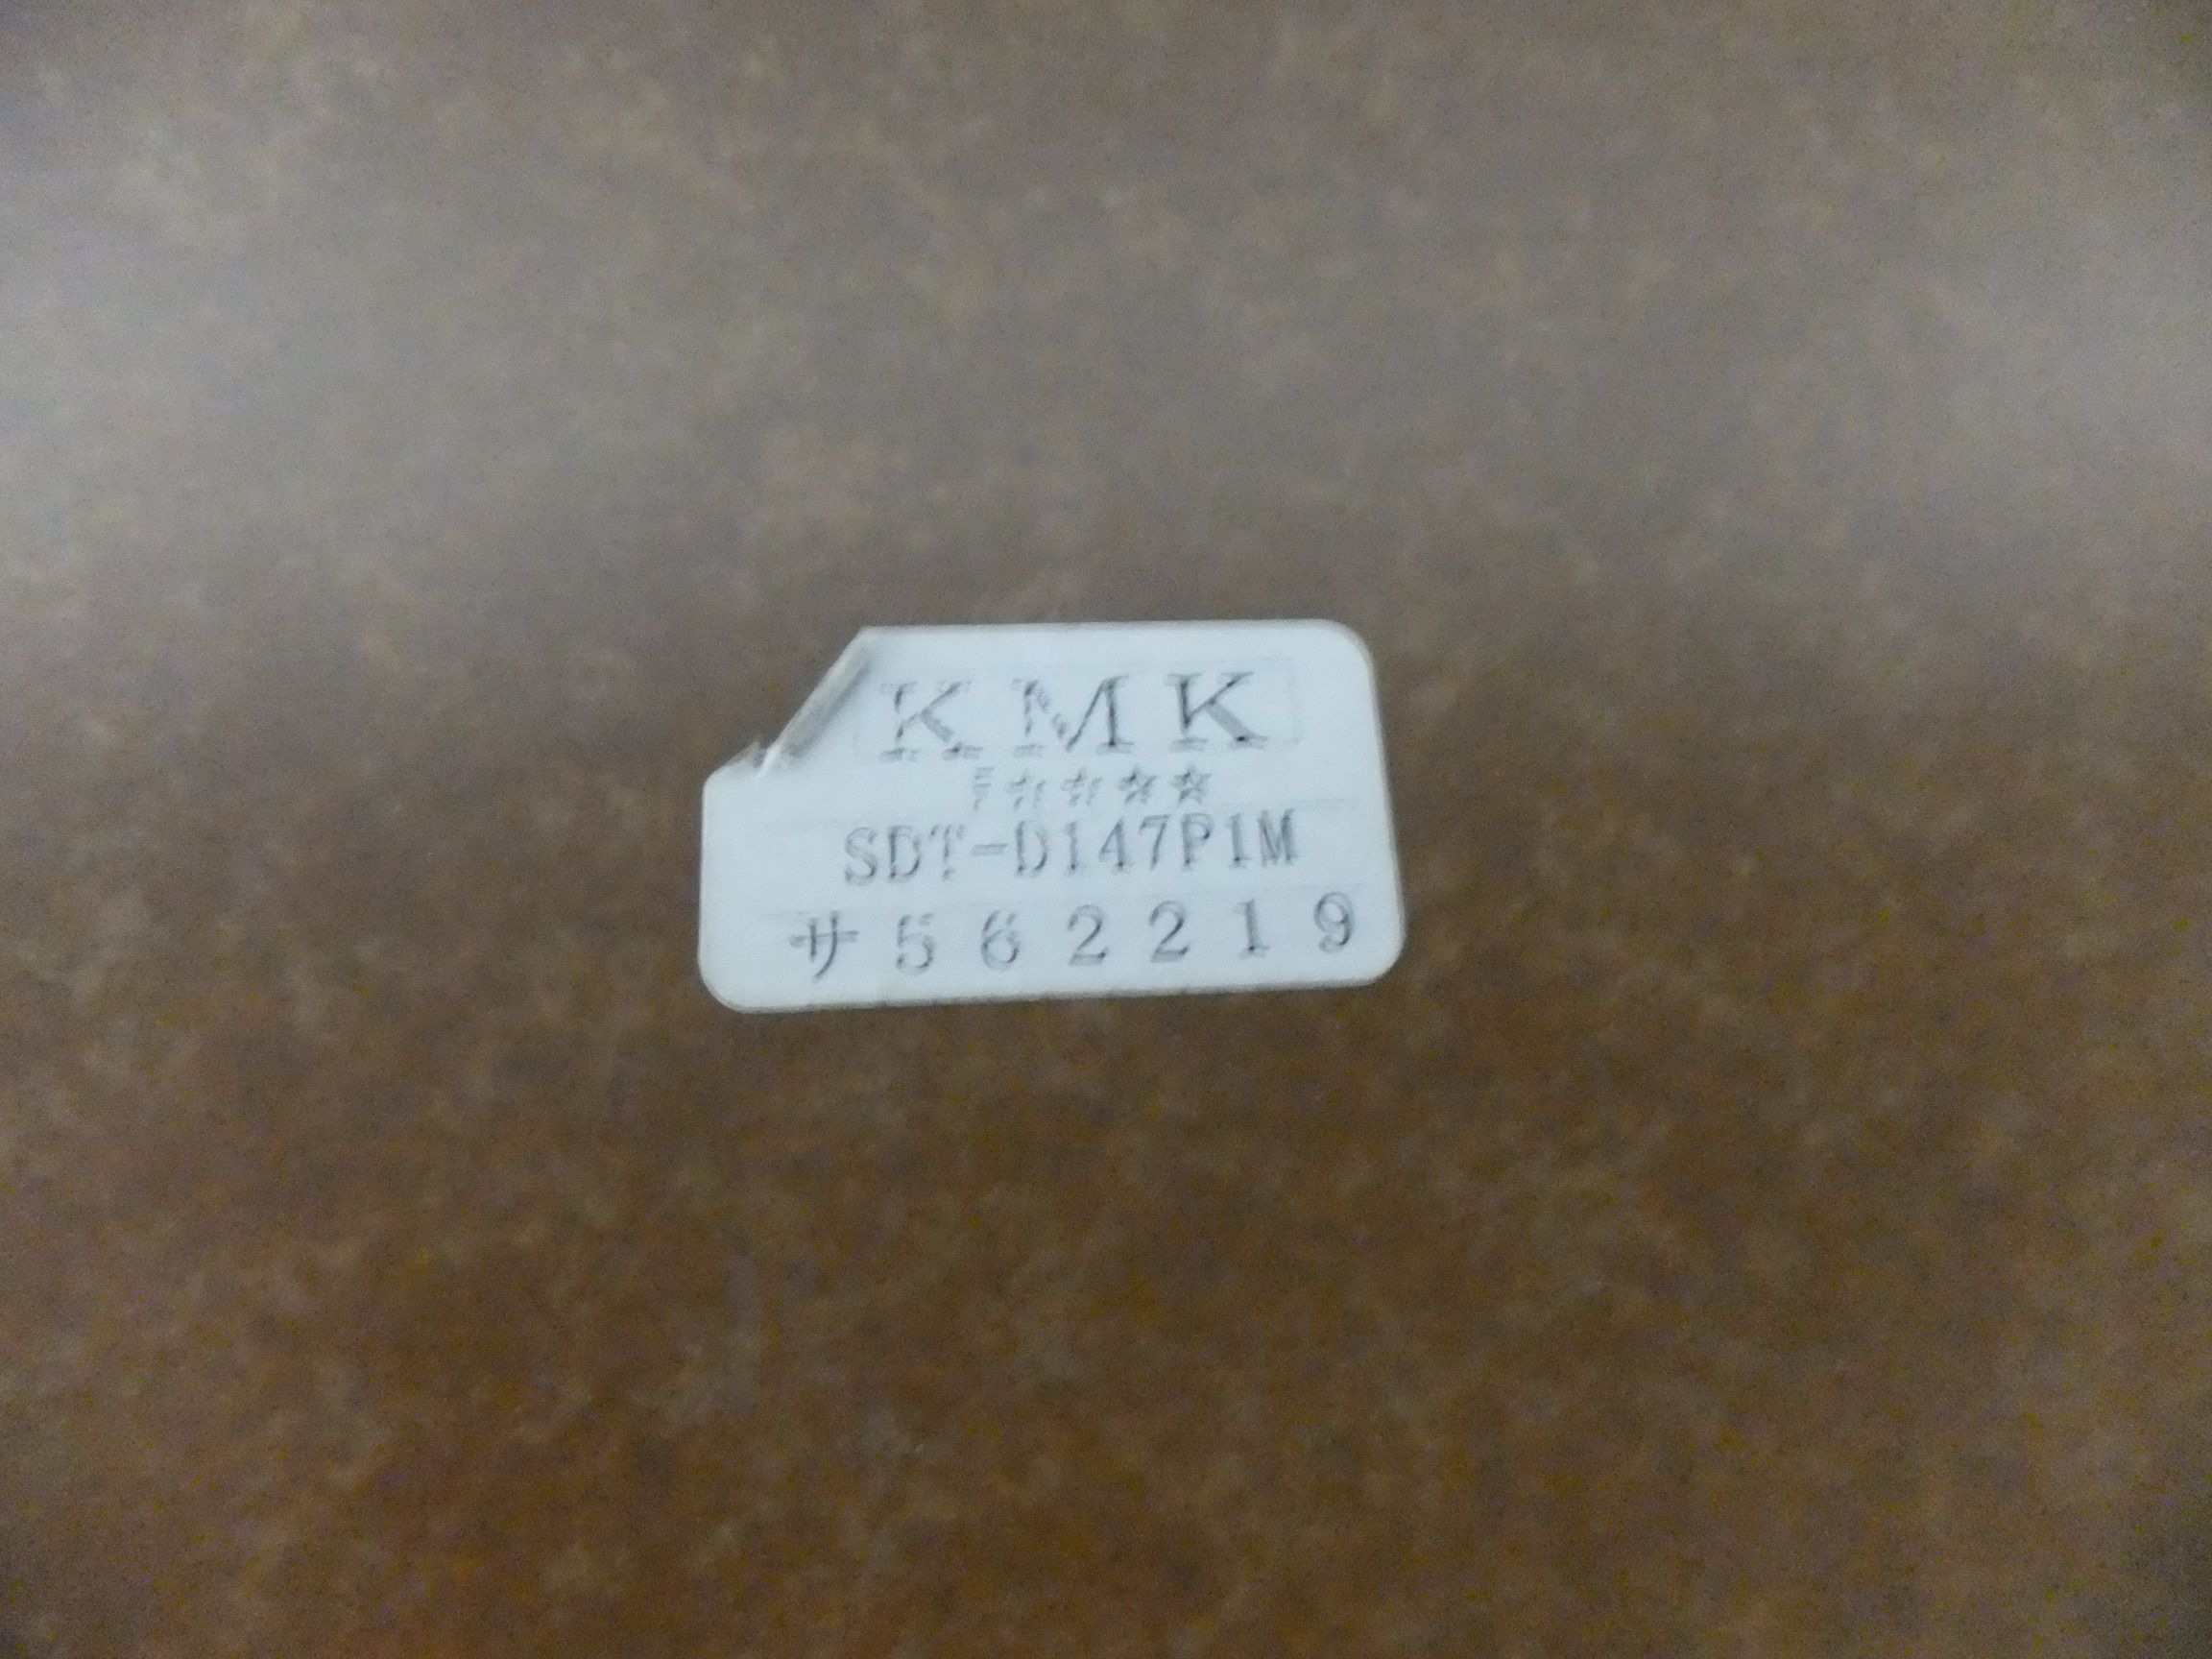 KMK
F☆☆☆☆
SDT-D147P1M
サ562219